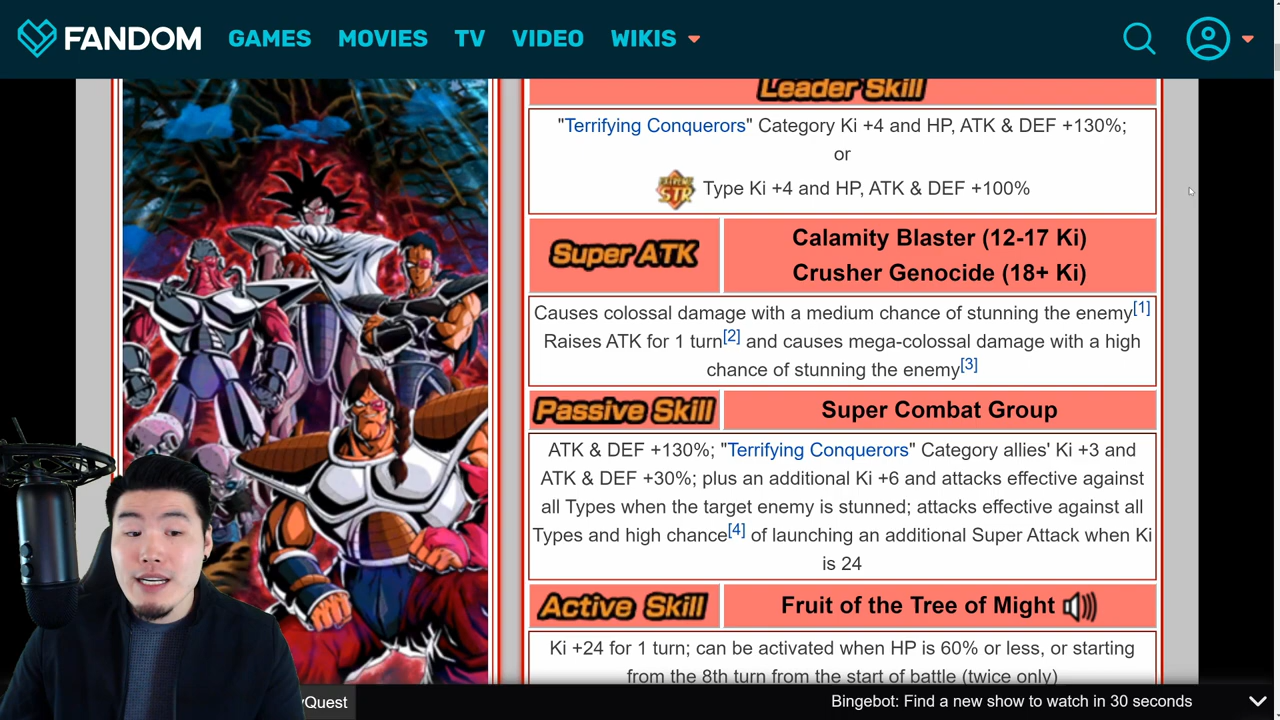 FANDOM GAMES MOVIES TV VIDEO WIKIS
Leader Skill
"Terrifying Conquerors" Category Ki +4 and HP, ATK & DEF +130%;
or
EXTREME STR Type Ki +4 and HP, ATK & DEF +100%
Super ATK
Calamity Blaster (12-17 Ki)
Crusher Genocide (18+ Ki)
Causes colossal damage with a medium chance of stunning the enemy[1]
Raises ATK for 1 turn[2] and causes mega-colossal damage with a high
chance of stunning the enemy[3]
Passive Skill
Super Combat Group
ATK & DEF +130%; "Terrifying Conquerors" Category allies' Ki +3 and
ATK & DEF +30%; plus an additional Ki +6 and attacks effective against
all Types when the target enemy is stunned; attacks effective against all
Types and high chance[4] of launching an additional Super Attack when Ki
is 24
Active Skill
Fruit of the Tree of Might
Ki +24 for 1 turn; can be activated when HP is 60% or less, or starting
from the 8th turn from the start of battle (twice only)
Quest
Bingebot: Find a new show to watch in 30 seconds